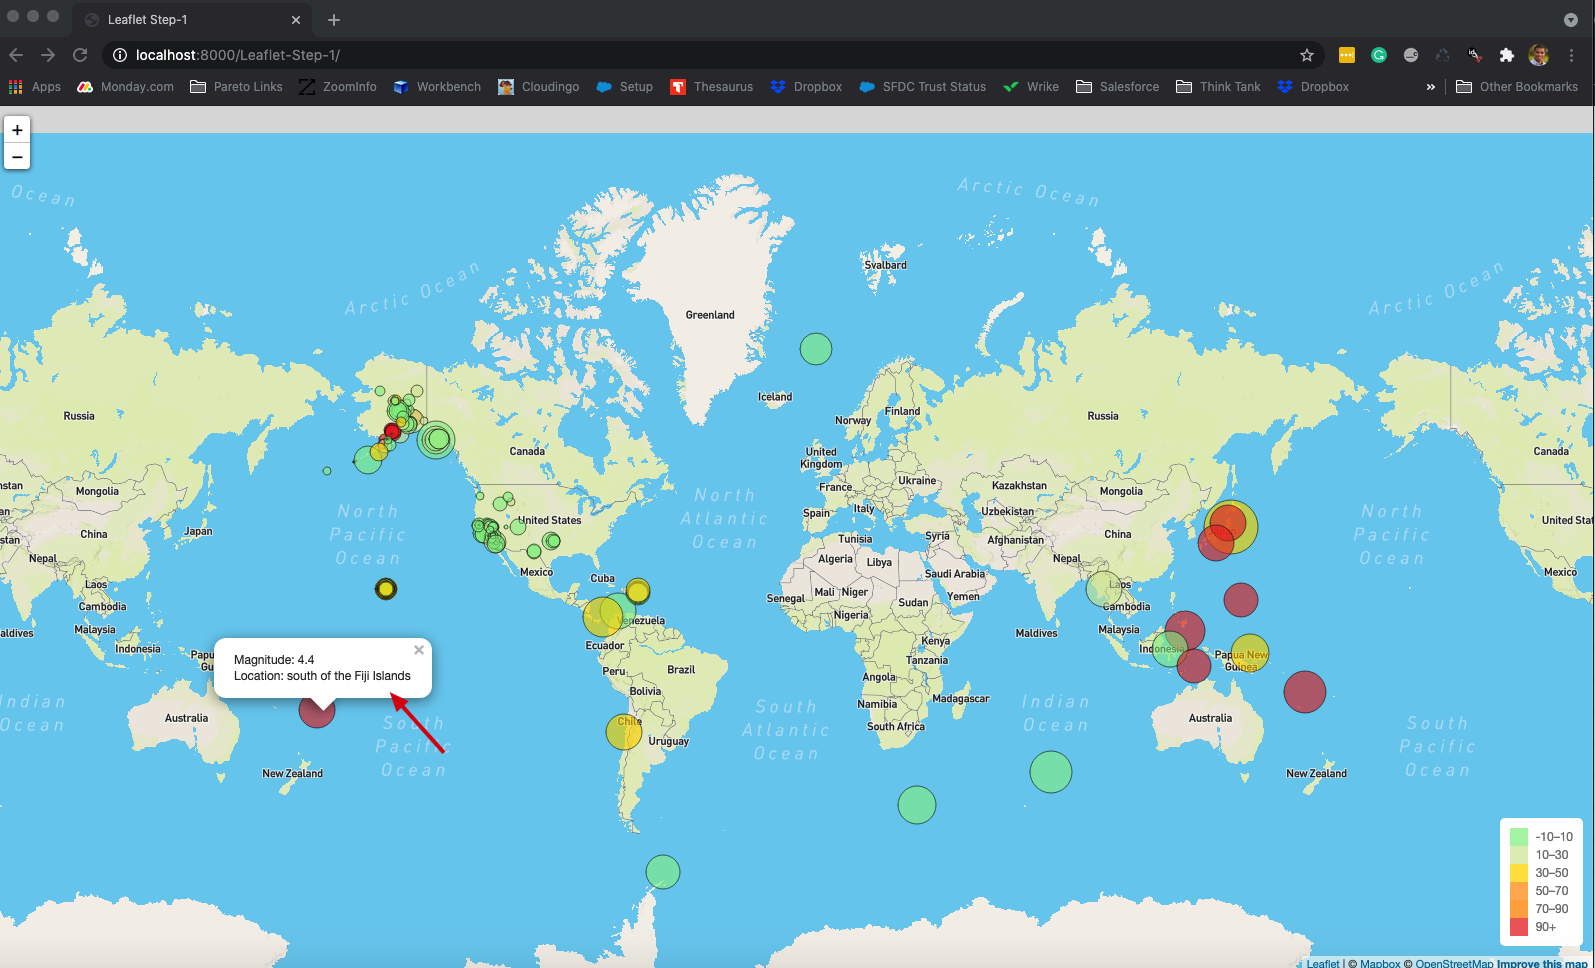 Leaflet Step-1
localhost:8000/Leaflet-Step-1/
Apps
Monday.com
Pareto Links
ZoomInfo
Workbench
Cloudingo
Setup
Thesaurus
Dropbox
SFDC Trust Status
Wrike
Salesforce
Think Tank
Dropbox
»
Other Bookmarks
+
−
Ocean
Arctic Ocean
Svalbard
Arctic Ocean
Arctic Ocean
Greenland
Iceland
Russia
Norway
Finland
Russia
Canada
United
Kingdom
Canada
Ukraine
France
Kazakhstan
Mongolia
Mongolia
North
Atlantic
Ocean
Spain
Italy
Uzbekistan
North
Pacific
Ocean
United States
North
Pacific
Ocean
United Sta
Japan
China
Nepal
Tunisia
Syria
Afghanistan
China
Algeria
Libya
Nepal
Saudi Arabia
Mexico
Mexico
Cuba
Laos
Laos
Cambodia
Cambodia
Senegal
Mali
Niger
Sudan
Yemen
Nigeria
Venezuela
Malaysia
Malaysia
Maldives
Kenya
Ecuador
Indonesia
Indonesia
Papua New
Guinea
Tanzania
Peru
Brazil
Angola
Bolivia
Namibia
Madagascar
Magnitude: 4.4
Location: south of the Fiji Islands
×
Indian
Ocean
Australia
Australia
South
Pacific
Ocean
Chile
Uruguay
South Africa
South
Atlantic
Ocean
Indian
Ocean
South
Pacific
Ocean
New Zealand
New Zealand
-10–10
10–30
30–50
50–70
70–90
90+
Leaflet | © Mapbox © OpenStreetMap Improve this map